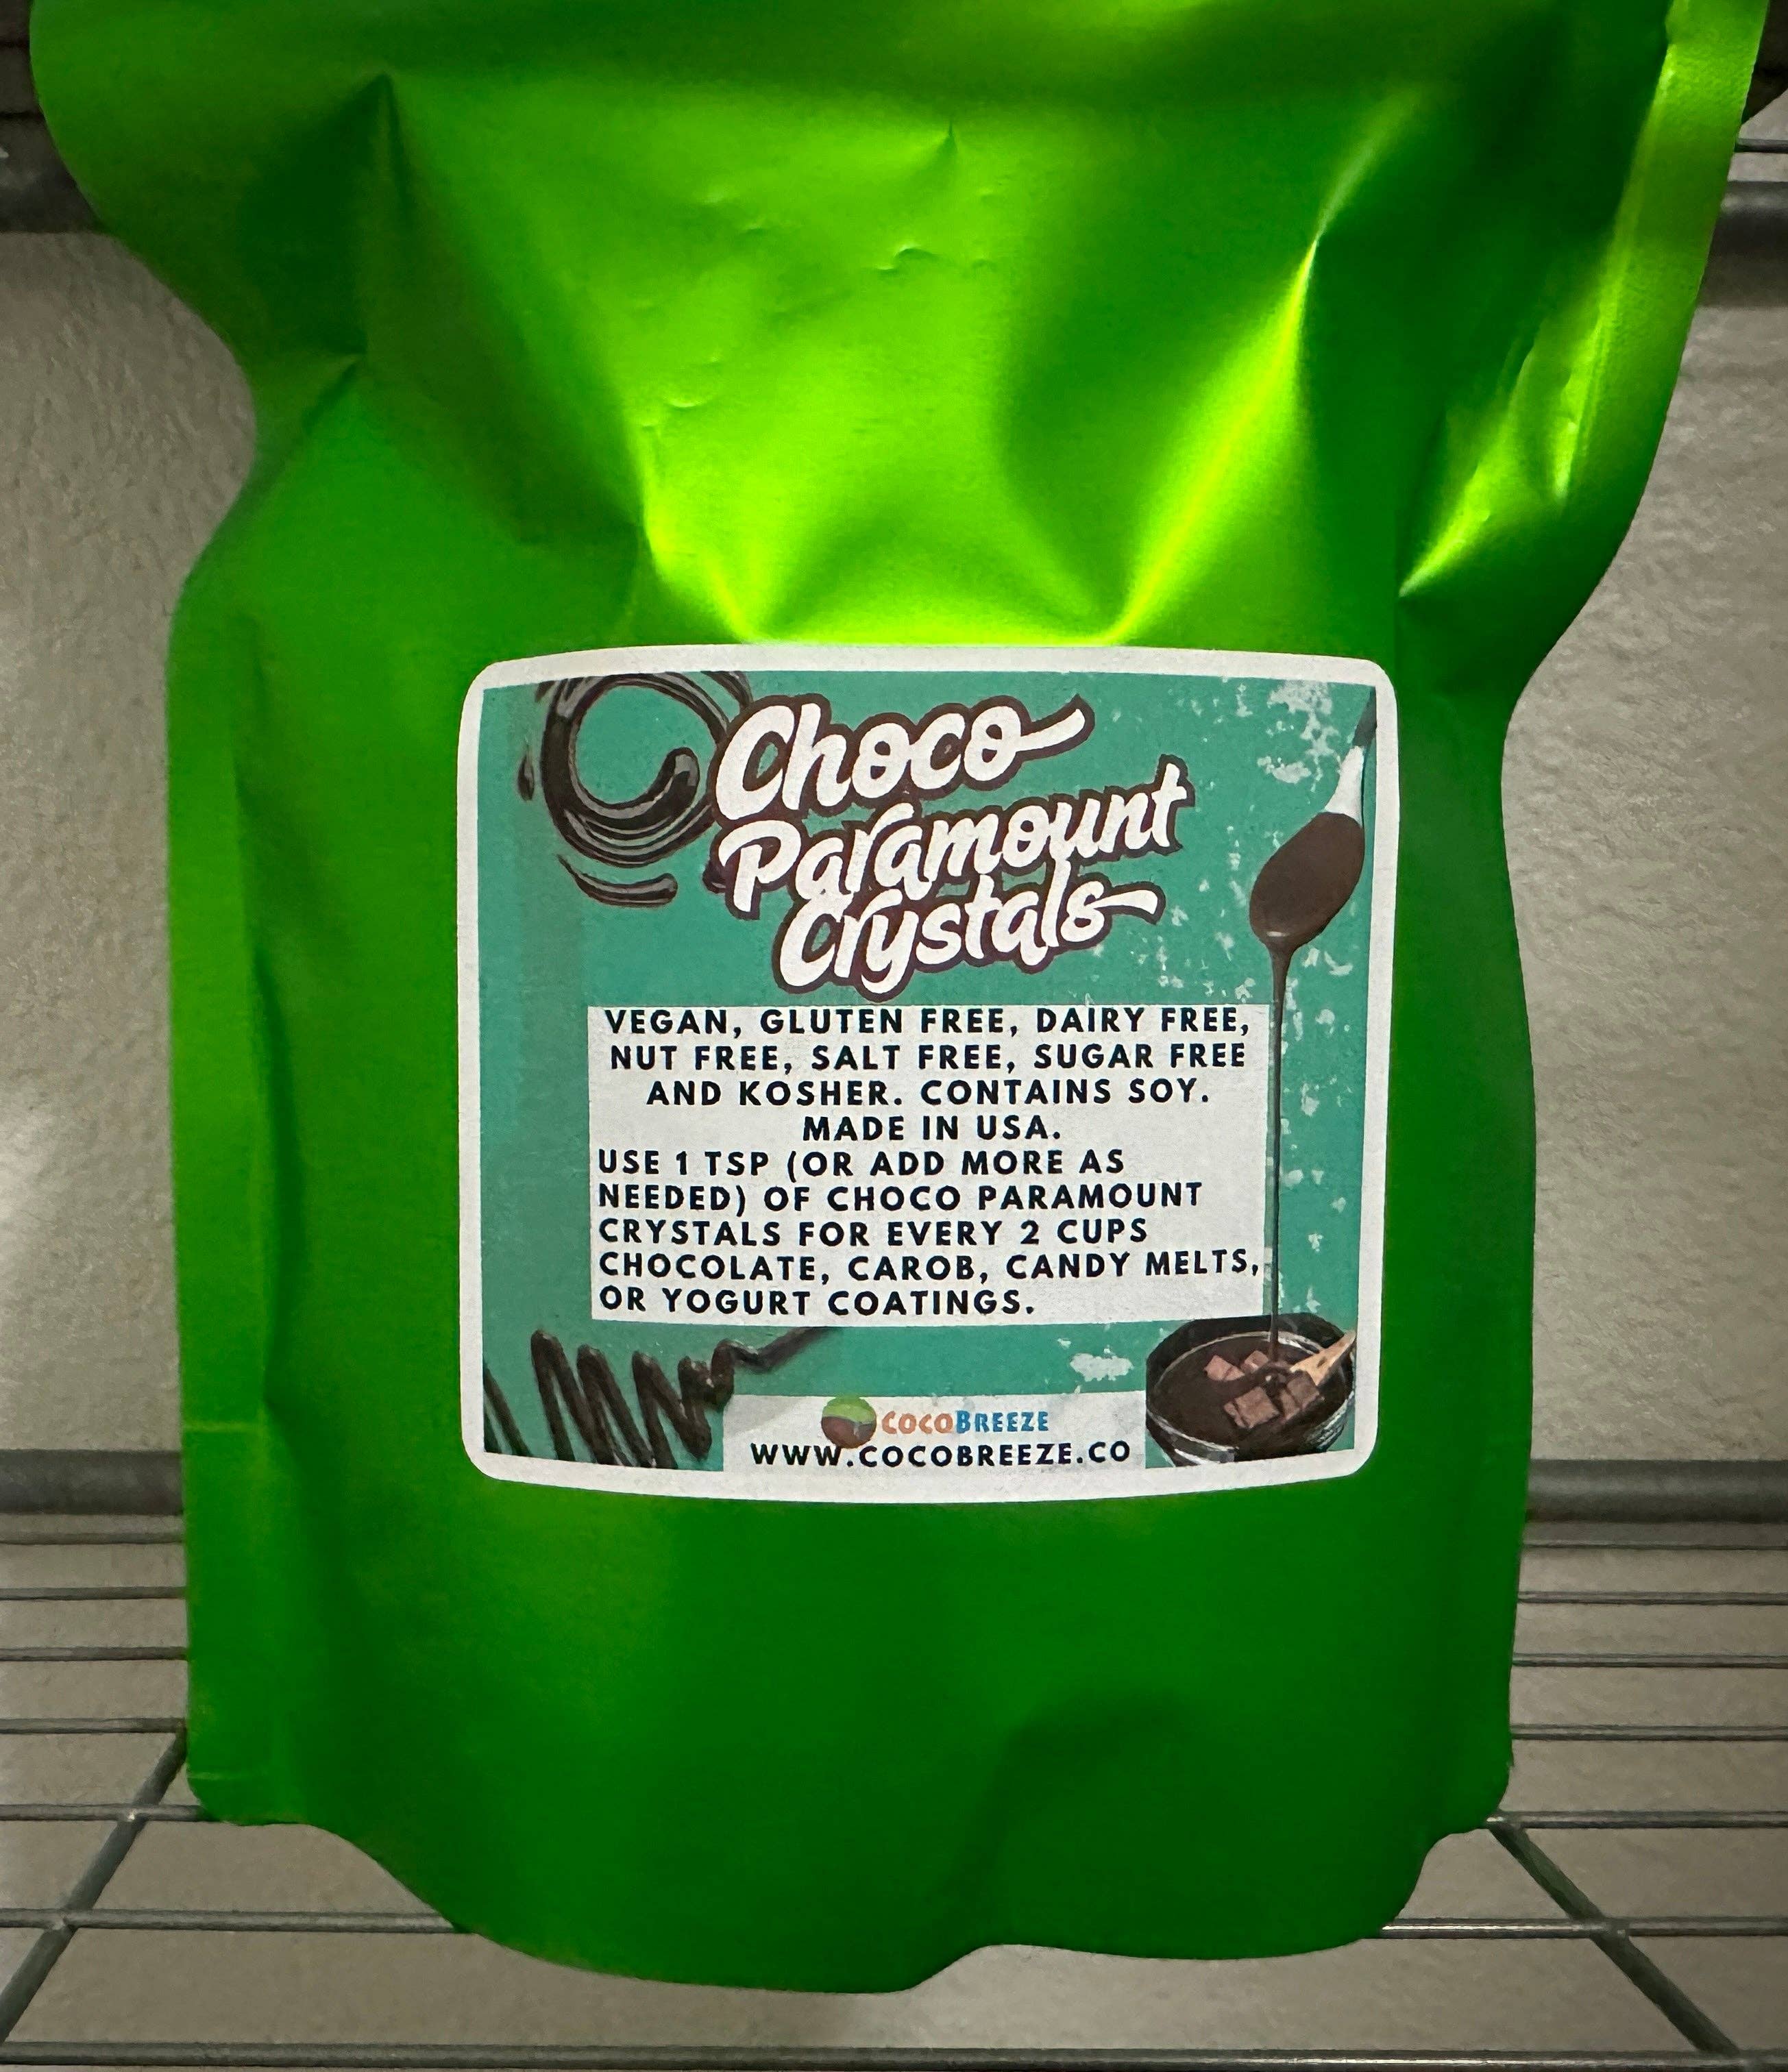 Choco
Paramount
Crystals
VEGAN, GLUTEN FREE, DAIRY FREE,
NUT FREE, SALT FREE, SUGAR FREE
AND KOSHER. CONTAINS SOY.
MADE IN USA.
USE 1 TSP (OR ADD MORE AS
NEEDED) OF CHOCO PARAMOUNT
CRYSTALS FOR EVERY 2 CUPS
CHOCOLATE, CAROB, CANDY MELTS,
OR YOGURT COATINGS.
COCOBREEZE
WWW.COCOBREEZE.CO